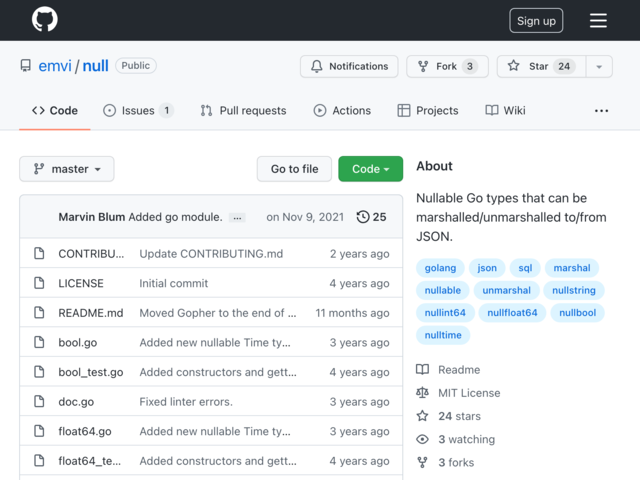 Sign up
emvi / null Public
Notifications
Fork 3
Star 24
Code
Issues 1
Pull requests
Actions
Projects
Wiki
master
Go to file
Code
Marvin Blum Added go module. ... on Nov 9, 2021 25
CONTRIBU... Update CONTRIBUTING.md 2 years ago
LICENSE Initial commit 4 years ago
README.md Moved Gopher to the end of ... 11 months ago
bool.go Added new nullable Time ty... 3 years ago
bool_test.go Added constructors and gett... 4 years ago
doc.go Fixed linter errors. 3 years ago
float64.go Added new nullable Time ty... 3 years ago
float64_te... Added constructors and gett... 4 years ago
About
Nullable Go types that can be
marshalled/unmarshalled to/from
JSON.
golang json sql marshal
nullable unmarshal nullstring
nullint64 nullfloat64 nullbool
nulltime
Readme
MIT License
24 stars
3 watching
3 forks